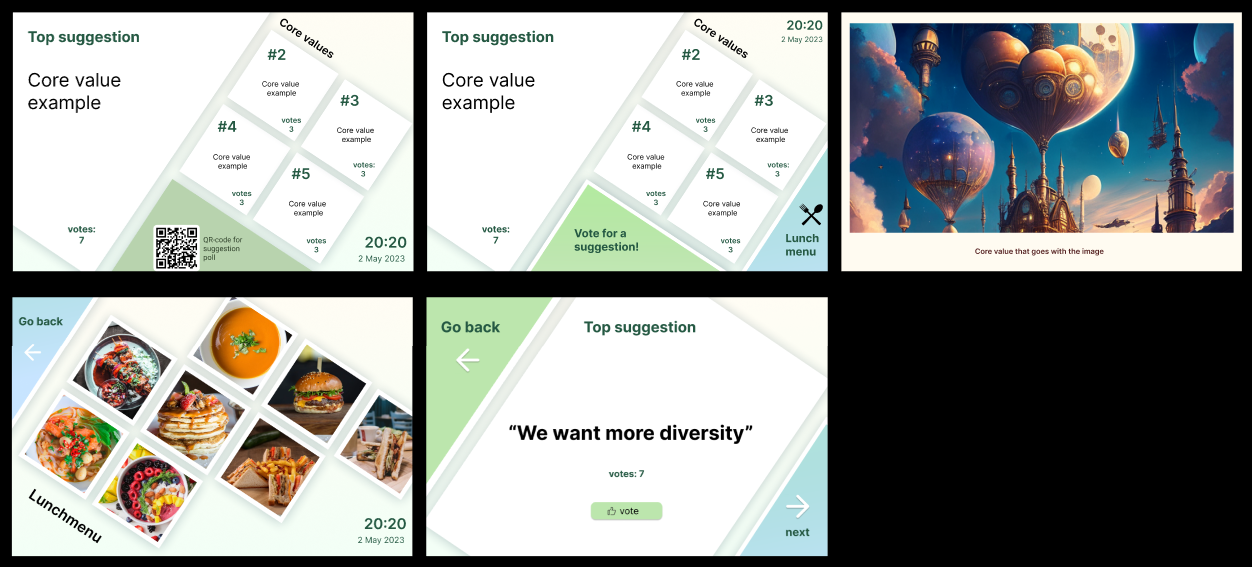 Top suggestion
Core value
example
votes:
7
Core values
#2
Core value
example
votes
3
#3
Core value
example
votes:
3
#4
Core value
example
votes
3
#5
Core value
example
votes
3
QR-code for
suggestion
poll
20:20
2 May 2023
Top suggestion
Core value
example
votes:
7
Core values
20:20
2 May 2023
#2
Core value
example
votes
3
#3
Core value
example
votes:
3
#4
Core value
example
votes
3
#5
Core value
example
votes
3
Vote for a
suggestion!
Lunch
menu
Core value that goes with the image
Go back
Lunchmenu
20:20
2 May 2023
Go back
Top suggestion
“We want more diversity”
votes: 7
vote
next